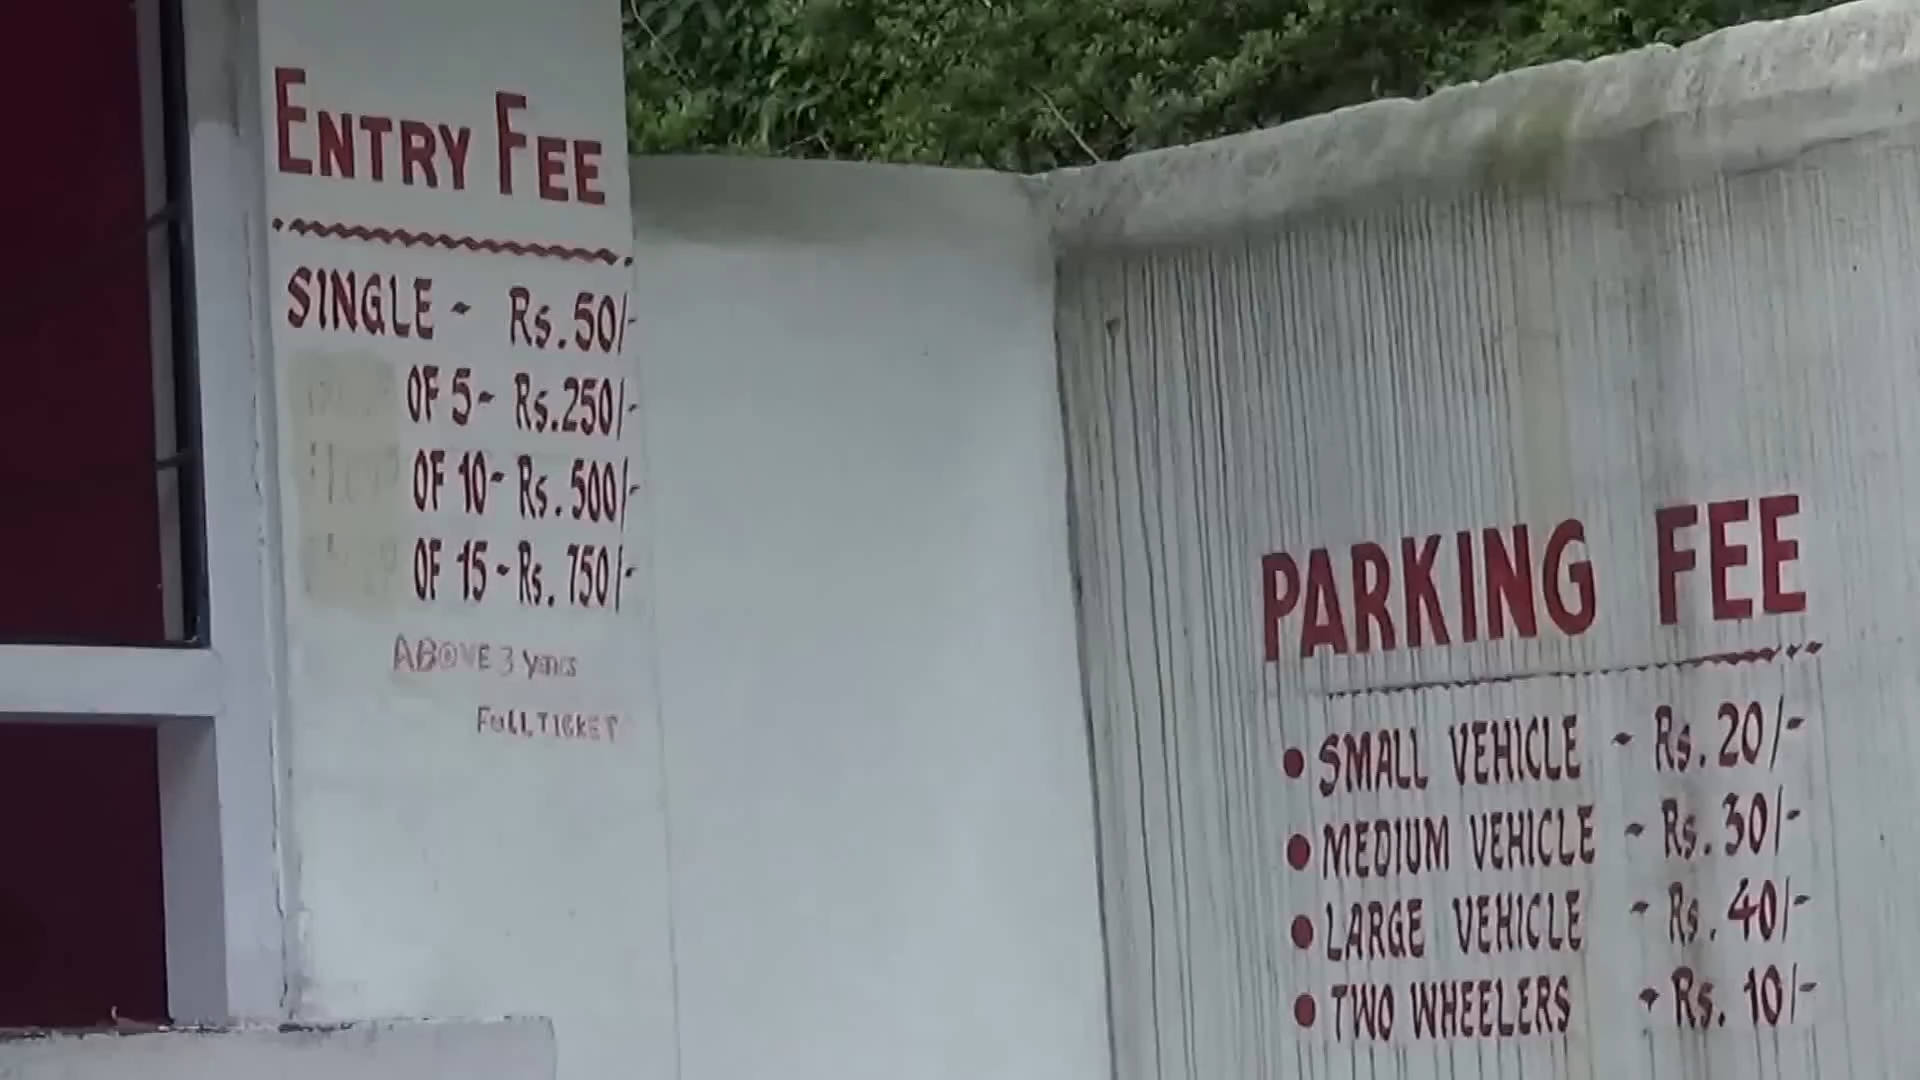 ENTRY FEE
SINGLE - Rs. 50/-
OF 5 - Rs. 250/-
OF 10 - Rs. 500/-
OF 15 - Rs. 750/-
ABOVE 3 years
FULL TICKET
PARKING FEE
• SMALL VEHICLE - Rs. 20/-
• MEDIUM VEHICLE - Rs. 30/-
• LARGE VEHICLE - Rs. 40/-
• TWO WHEELERS - Rs. 10/-